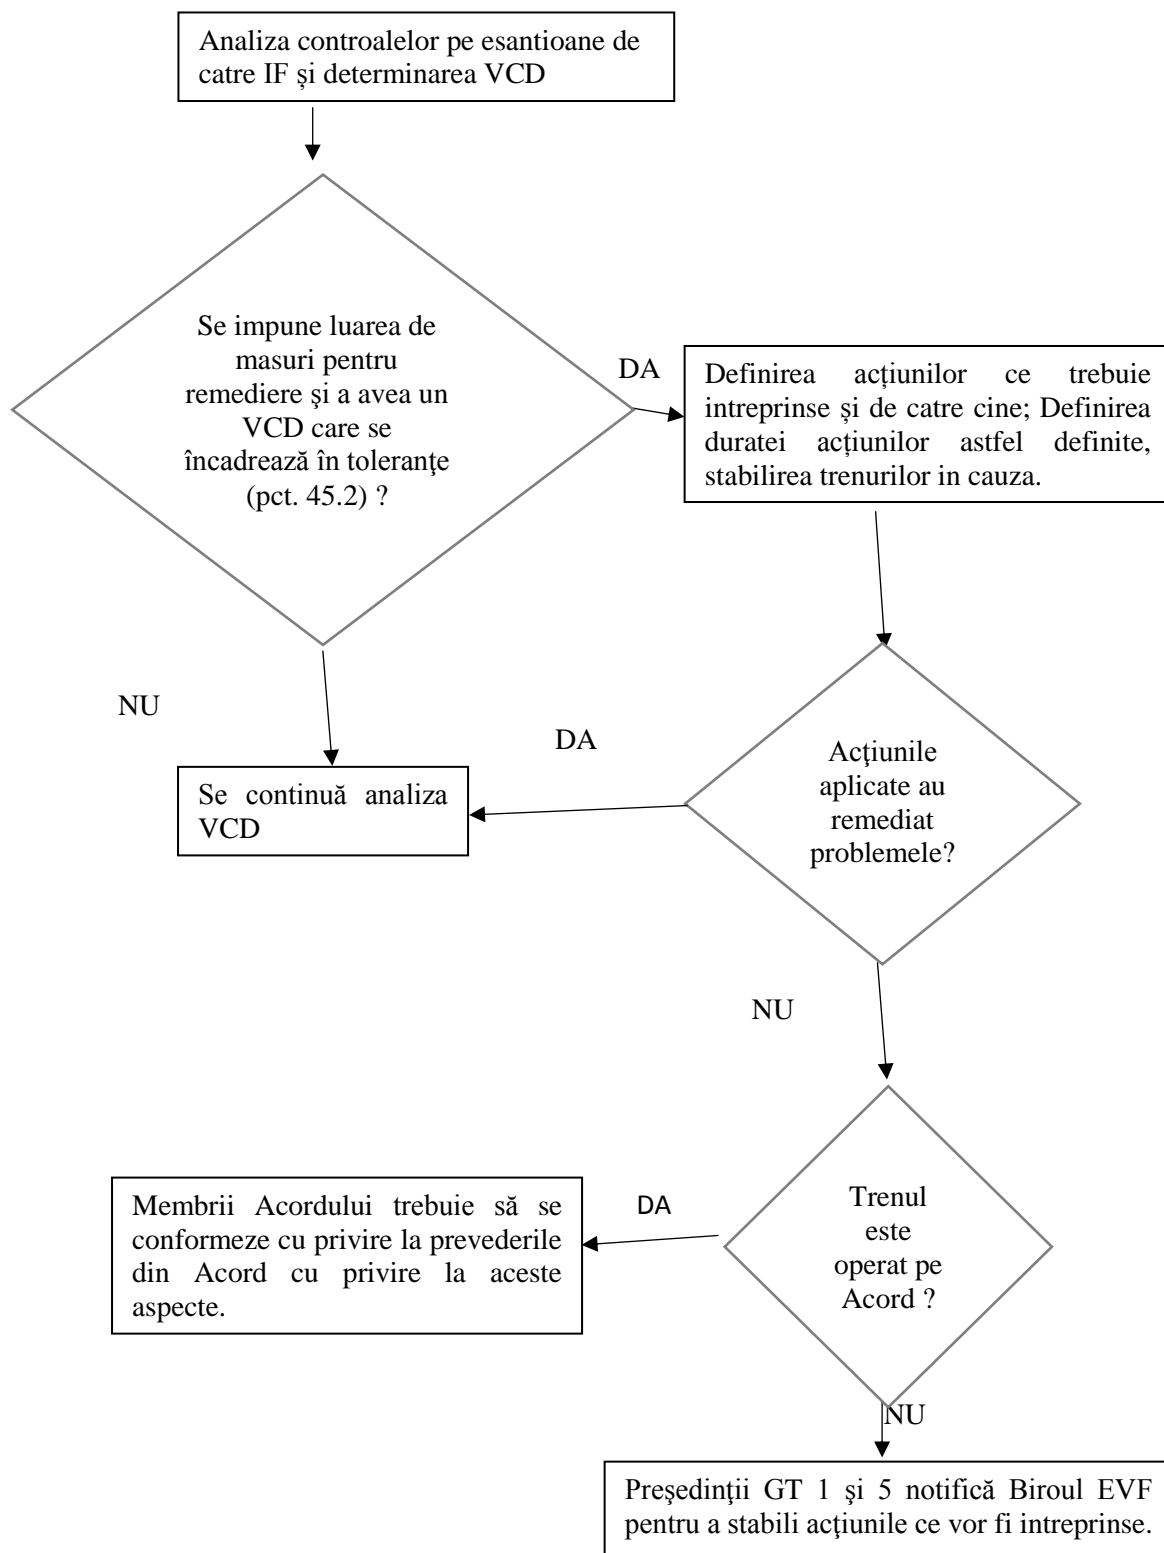 Analiza controalelor pe esantioane de
catre IF și determinarea VCD
Se impune luarea de
masuri pentru
remediere şi a avea un
VCD care se
încadrează în toleranţe
(pct. 45.2) ?
DA
Definirea acțiunilor ce trebuie
intreprinse și de catre cine; Definirea
duratei acțiunilor astfel definite,
stabilirea trenurilor in cauza.
NU
DA
Se continuă analiza
VCD
Acţiunile
aplicate au
remediat
problemele?
NU
Trenul
este
operat pe
Acord ?
DA
Membrii Acordului trebuie să se
conformeze cu privire la prevederile
din Acord cu privire la aceste
aspecte.
NU
Preşedinţii GT 1 şi 5 notifică Biroul EVF
pentru a stabili acţiunile ce vor fi intreprinse.